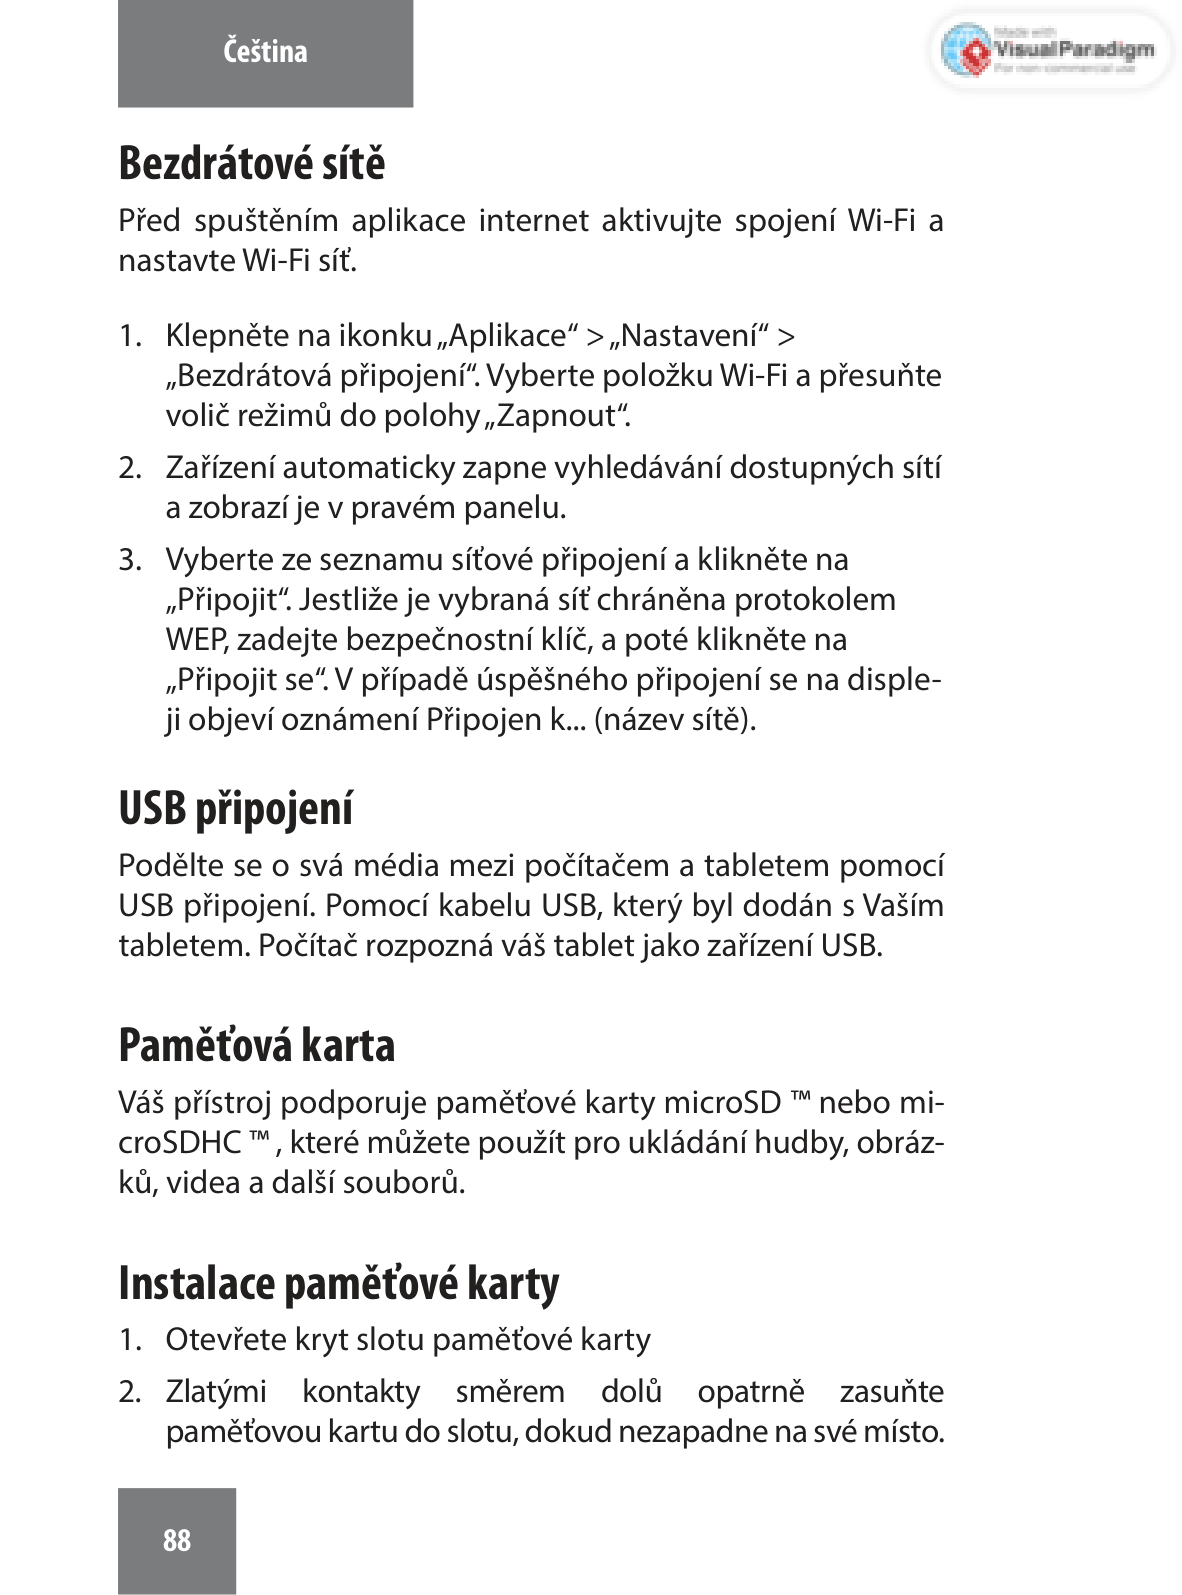 Čeština
Made with
Visual Paradigm
For non-commercial use
Bezdrátové sítě
Před spuštěním aplikace internet aktivujte spojení Wi-Fi a
nastavte Wi-Fi síť.
1. Klepněte na ikonku „Aplikace“ > „Nastavení“ >
„Bezdrátová připojení“. Vyberte položku Wi-Fi a přesuňte
volič režimů do polohy „Zapnout“.
2. Zařízení automaticky zapne vyhledávání dostupných sítí
a zobrazí je v pravém panelu.
3. Vyberte ze seznamu síťové připojení a klikněte na
„Připojit“. Jestliže je vybraná síť chráněna protokolem
WEP, zadejte bezpečnostní klíč, a poté klikněte na
„Připojit se“. V případě úspěšného připojení se na disple-
ji objeví oznámení Připojen k... (název sítě).
USB připojení
Podělte se o svá média mezi počítačem a tabletem pomocí
USB připojení. Pomocí kabelu USB, který byl dodán s Vaším
tabletem. Počítač rozpozná váš tablet jako zařízení USB.
Paměťová karta
Váš přístroj podporuje paměťové karty microSD ™ nebo mi-
croSDHC ™ , které můžete použít pro ukládání hudby, obráz-
ků, videa a další souborů.
Instalace paměťové karty
1. Otevřete kryt slotu paměťové karty
2. Zlatými kontakty směrem dolů opatrně zasuňte
paměťovou kartu do slotu, dokud nezapadne na své místo.
88